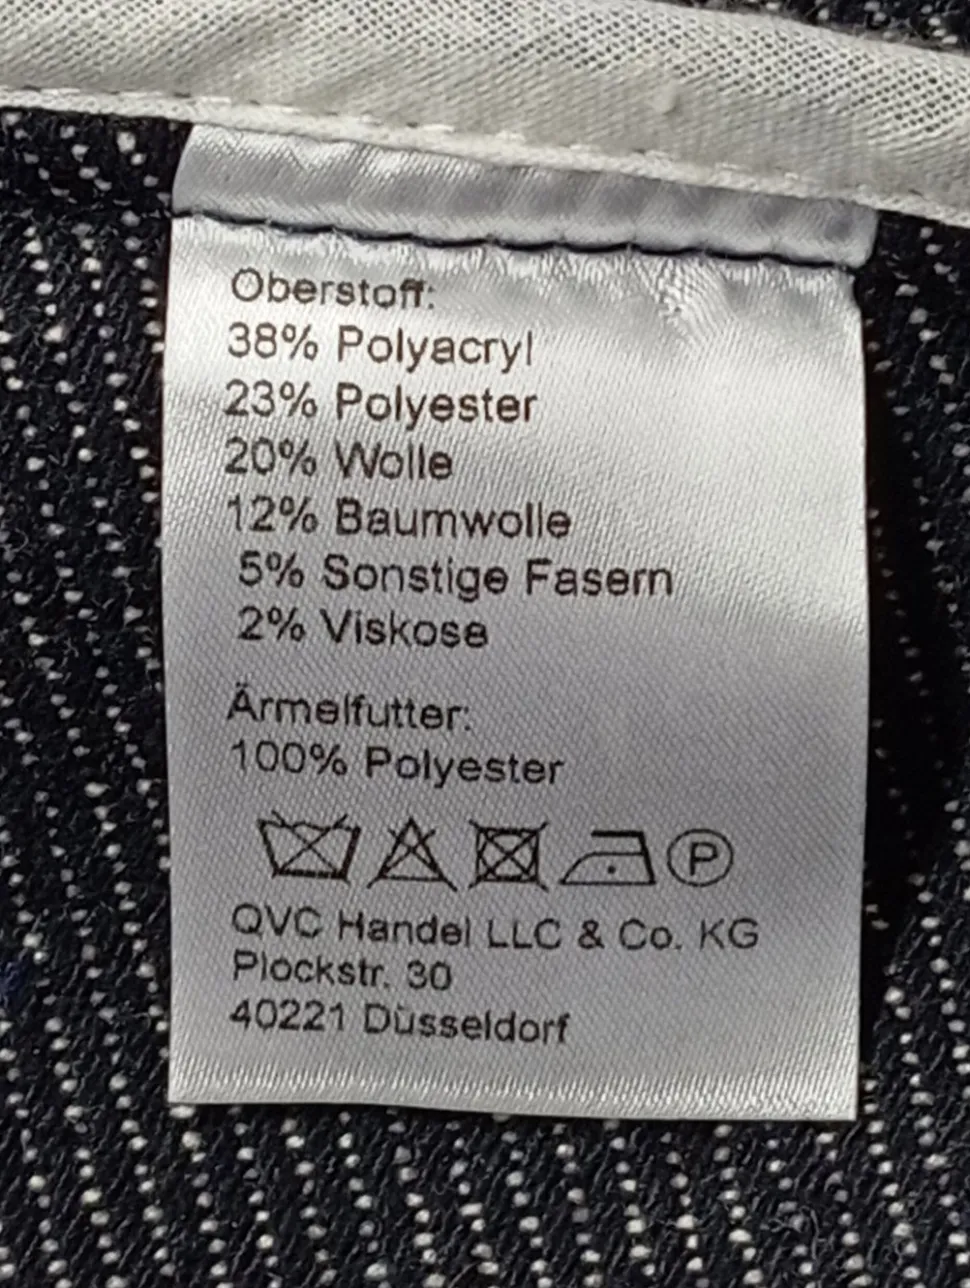 Oberstoff:
38% Polyacryl
23% Polyester
20% Wolle
12% Baumwolle
5% Sonstige Fasern
2% Viskose
Ärmelfutter:
100% Polyester
P
QVC Handel LLC & Co. KG
Plockstr. 30
40221 Düsseldorf